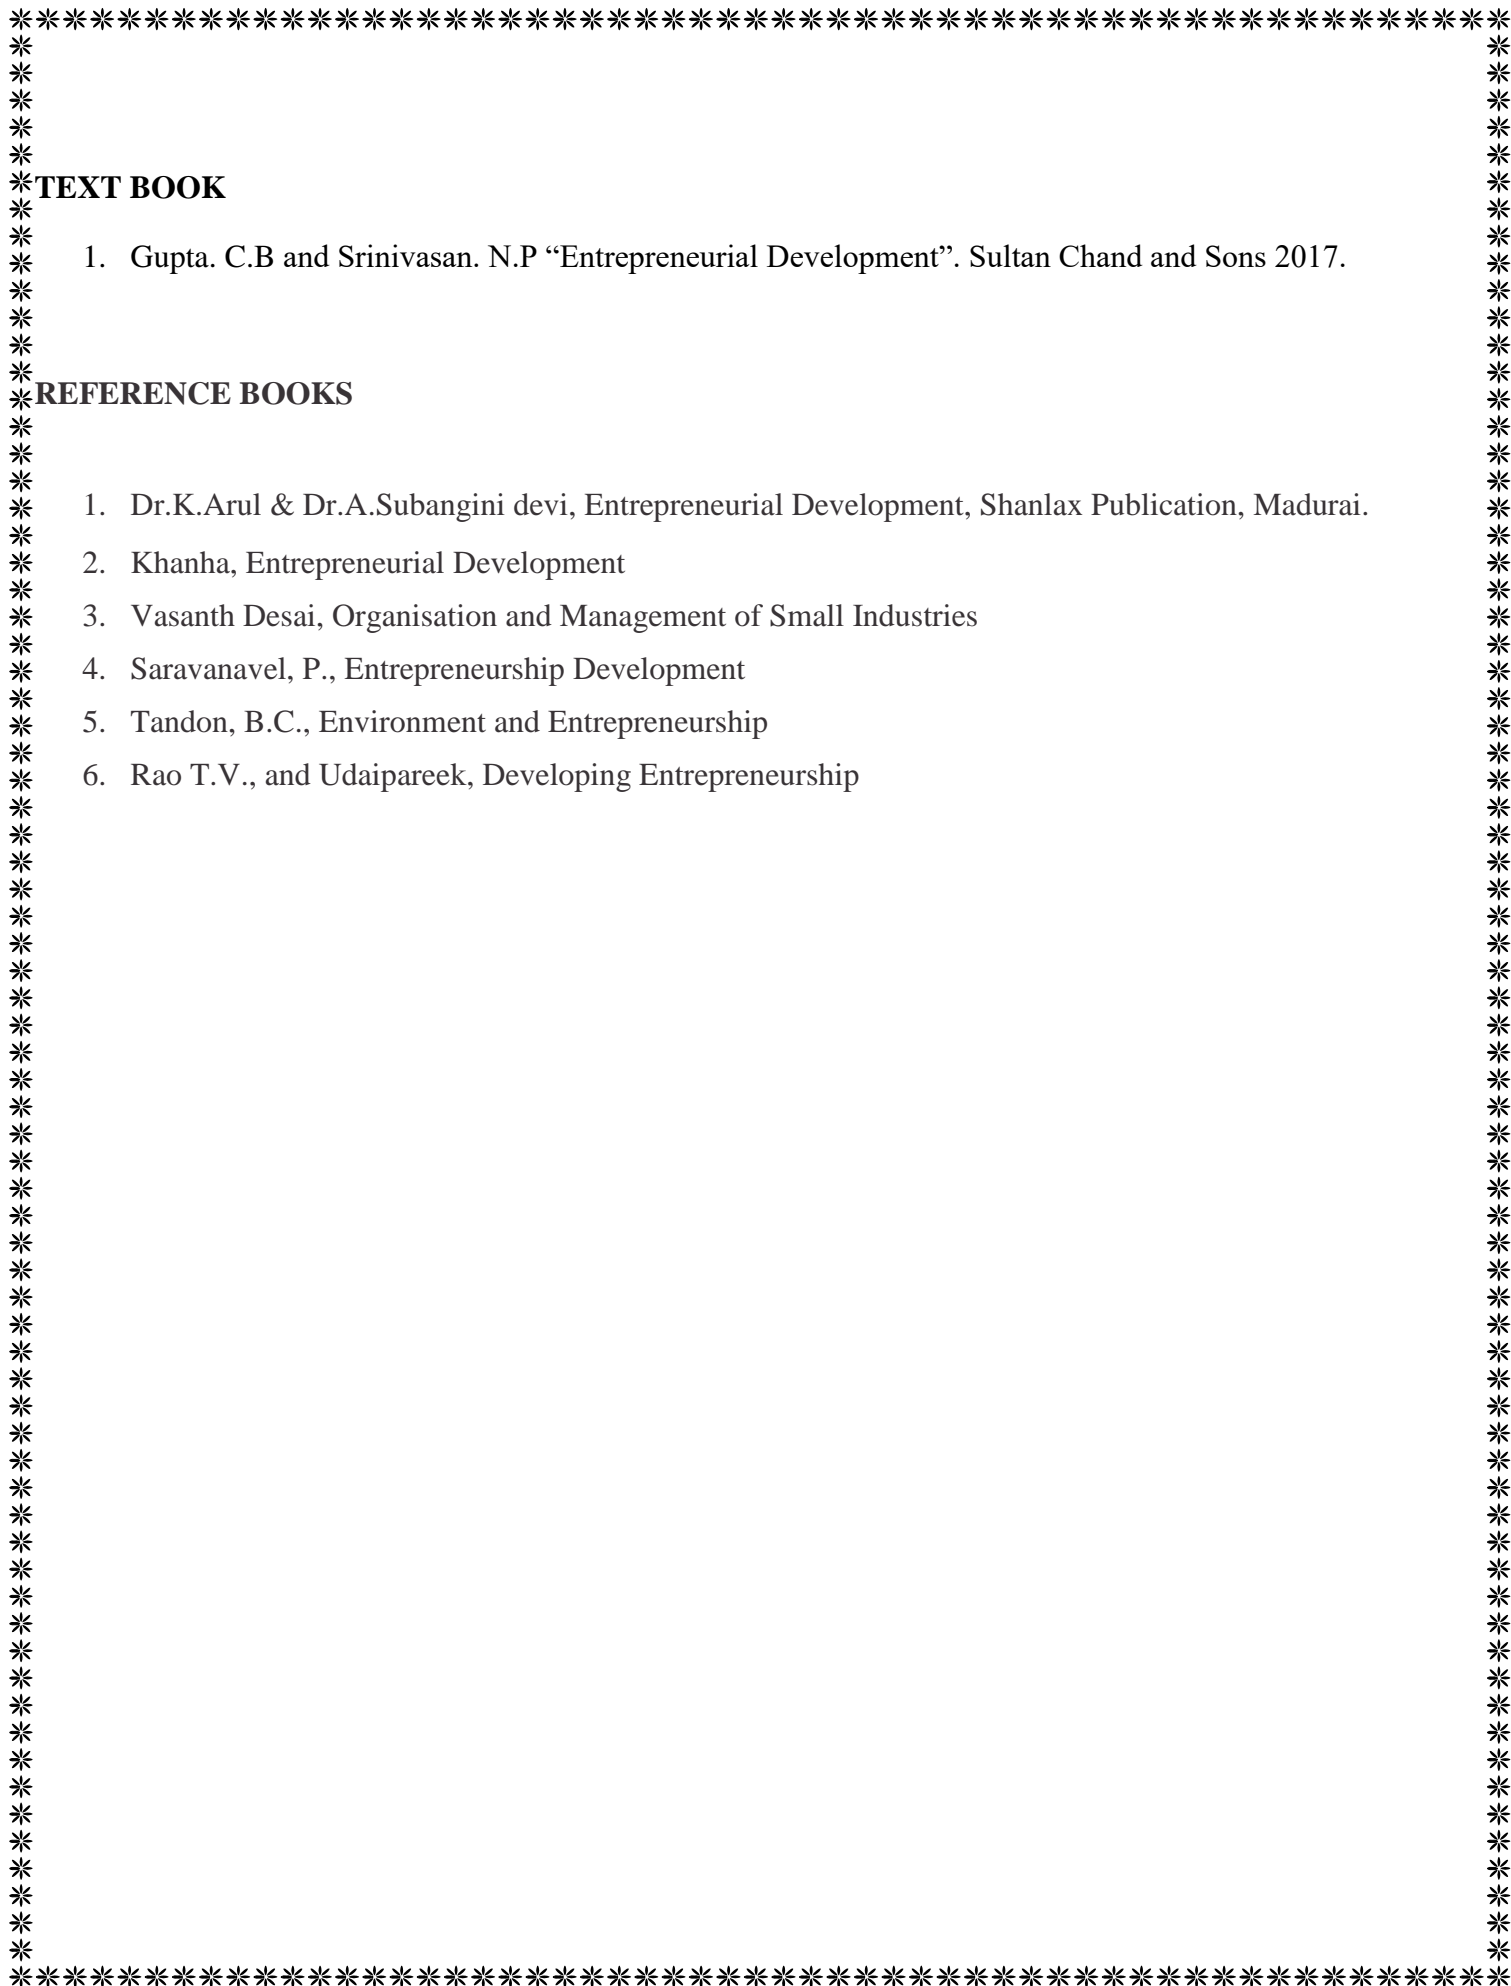 TEXT BOOK
1. Gupta. C.B and Srinivasan. N.P “Entrepreneurial Development”. Sultan Chand and Sons 2017.
REFERENCE BOOKS
1. Dr.K.Arul & Dr.A.Subangini devi, Entrepreneurial Development, Shanlax Publication, Madurai.
2. Khanha, Entrepreneurial Development
3. Vasanth Desai, Organisation and Management of Small Industries
4. Saravanavel, P., Entrepreneurship Development
5. Tandon, B.C., Environment and Entrepreneurship
6. Rao T.V., and Udaipareek, Developing Entrepreneurship